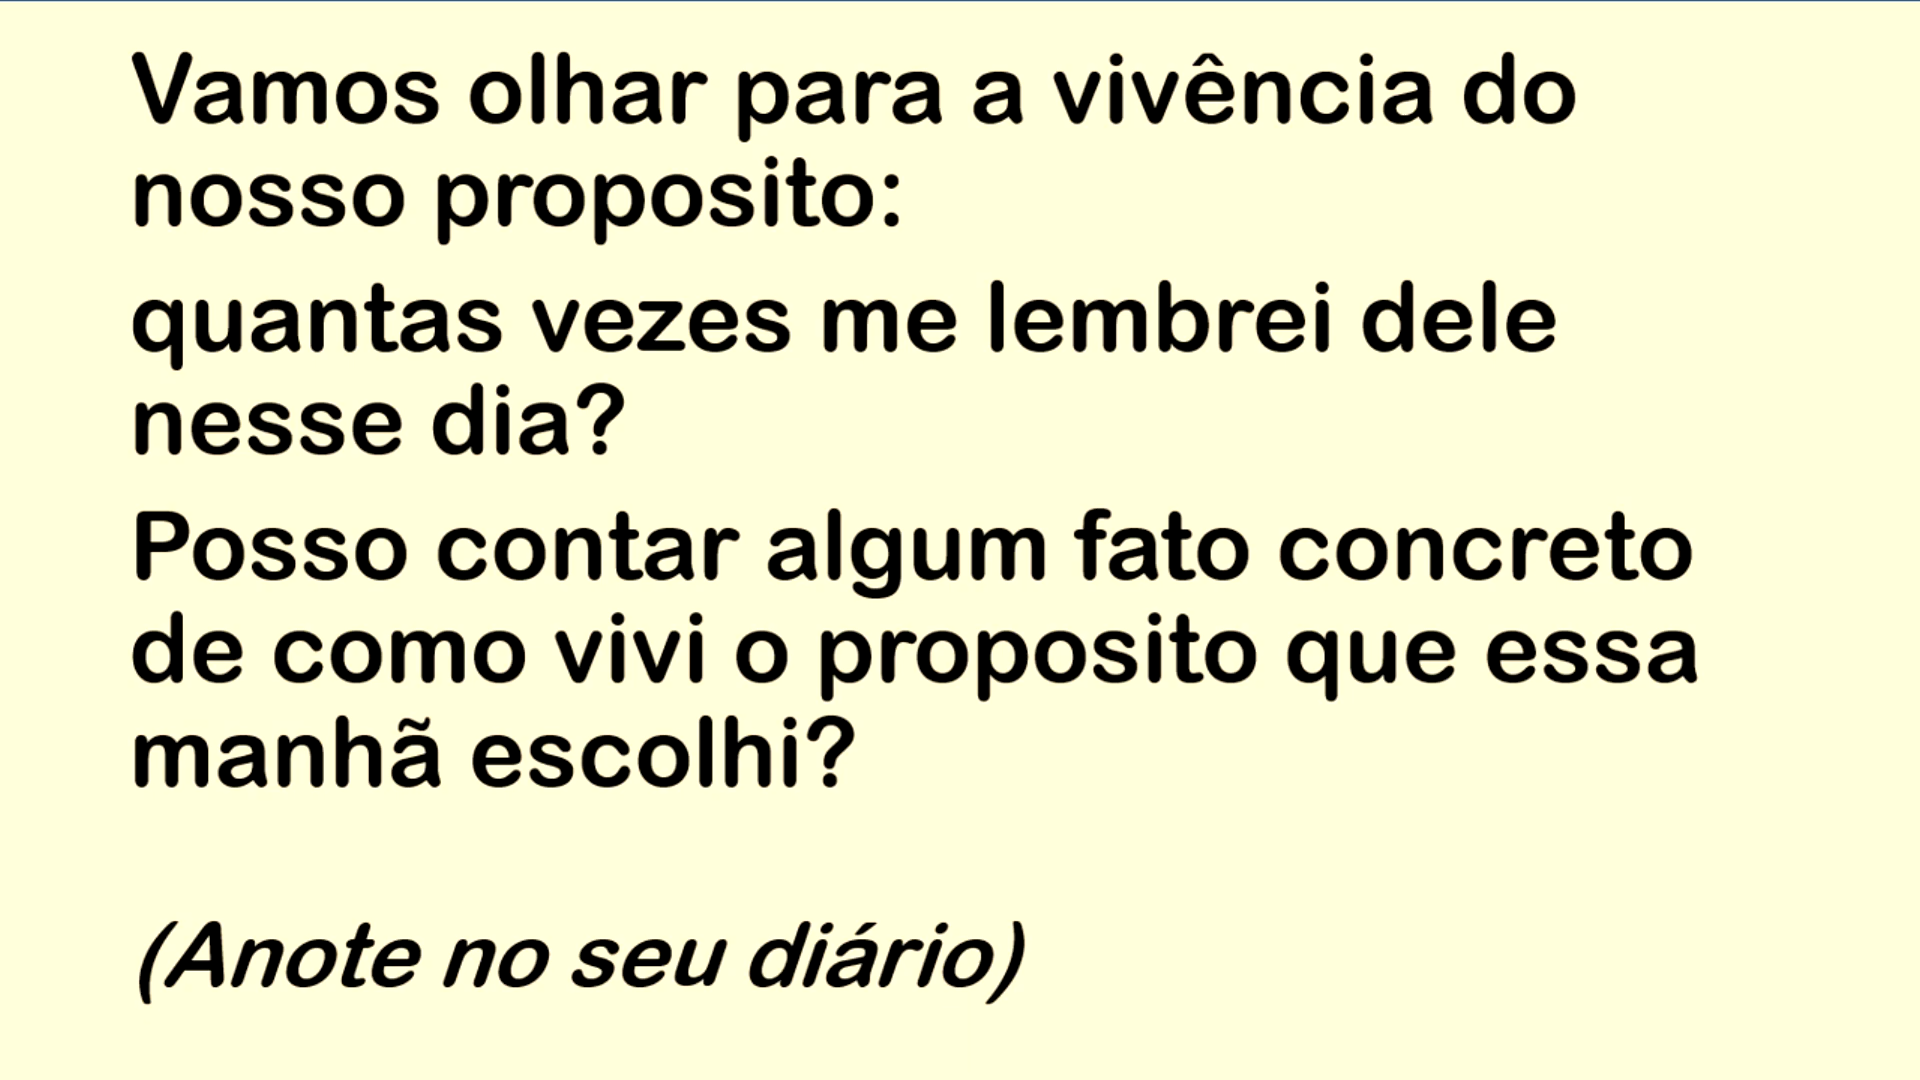 Vamos olhar para a vivência do
nosso proposito:
quantas vezes me lembrei dele
nesse dia?
Posso contar algum fato concreto
de como vivi o proposito que essa
manhã escolhi?
(Anote no seu diário)